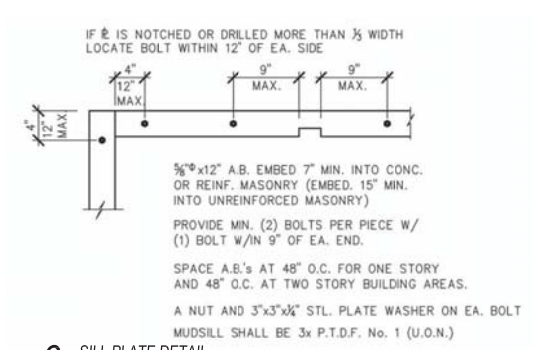 IF ⅊ IS NOTCHED OR DRILLED MORE THAN ⅓ WIDTH
LOCATE BOLT WITHIN 12" OF EA. SIDE
4"
12"
MAX.
9"
MAX.
9"
MAX.
4"
12"
MAX.
⅝"ᶲx12" A.B. EMBED 7" MIN. INTO CONC.
OR REINF. MASONRY (EMBED. 15" MIN.
INTO UNREINFORCED MASONRY)
PROVIDE MIN. (2) BOLTS PER PIECE W/
(1) BOLT W/IN 9" OF EA. END.
SPACE A.B.'s AT 48" O.C. FOR ONE STORY
AND 48" O.C. AT TWO STORY BUILDING AREAS.
A NUT AND 3"x3"x¼" STL. PLATE WASHER ON EA. BOLT
MUDSILL SHALL BE 3x P.T.D.F. No. 1 (U.O.N.)
SILL PLATE DETAIL